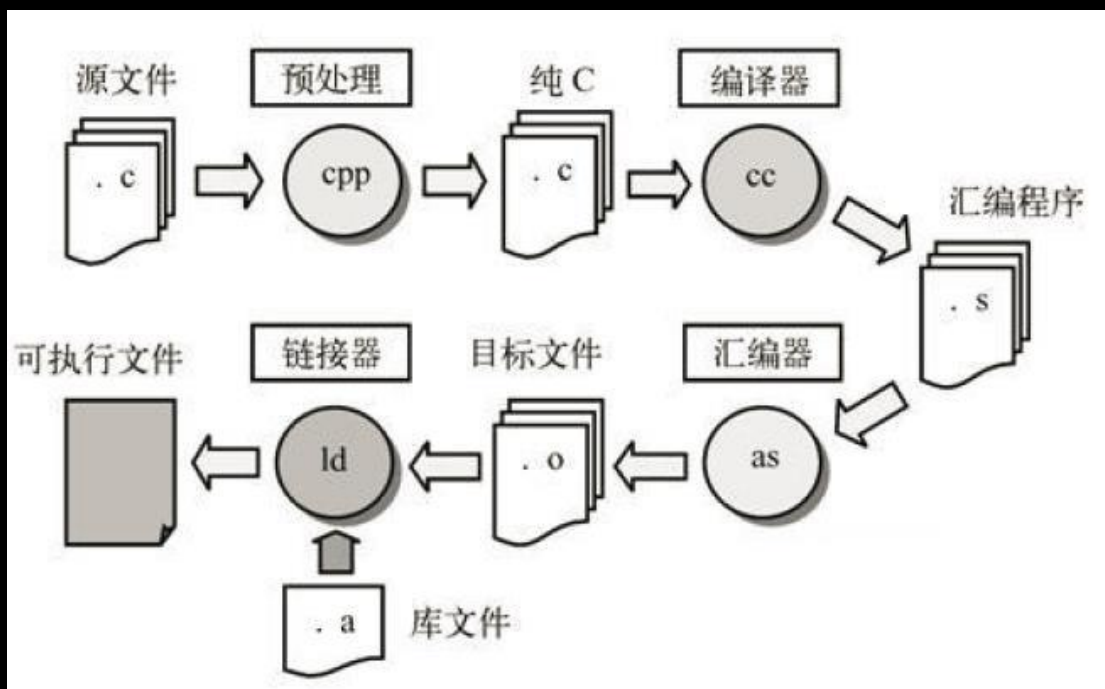 源文件
预处理
纯 C
编译器
. c
cpp
. c
cc
汇编程序
. s
可执行文件
链接器
目标文件
汇编器
ld
. o
as
. a
库文件